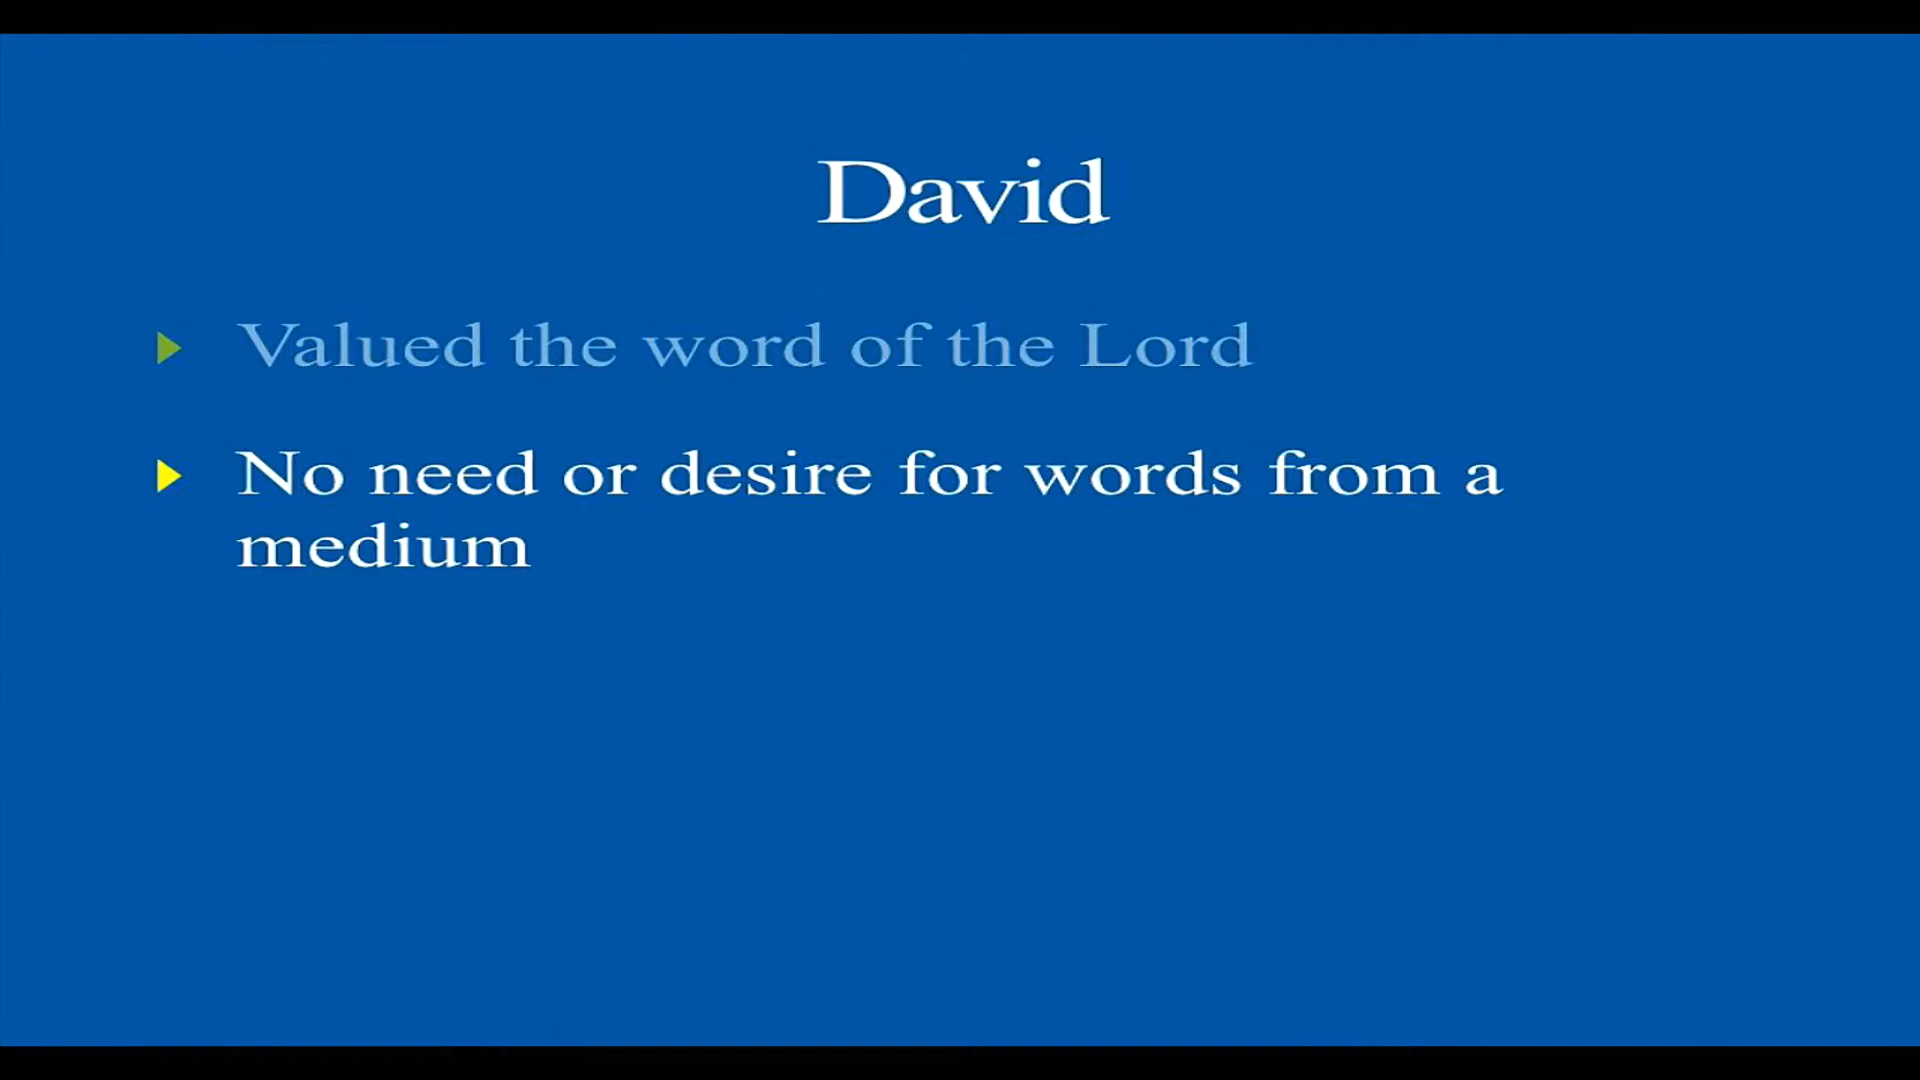 David
Valued the word of the Lord
No need or desire for words from a
medium